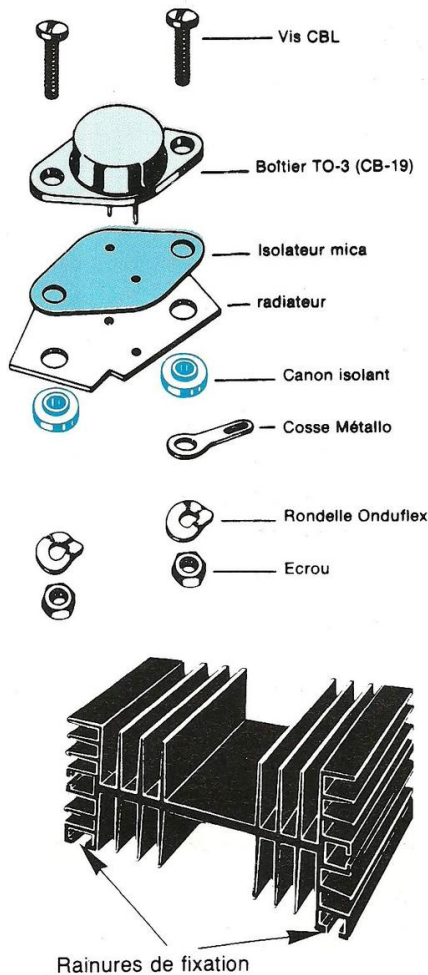 Vis CBL
Boîtier TO-3 (CB-19)
Isolateur mica
radiateur
Canon isolant
Cosse Métallo
Rondelle Onduflex
Ecrou
Rainures de fixation